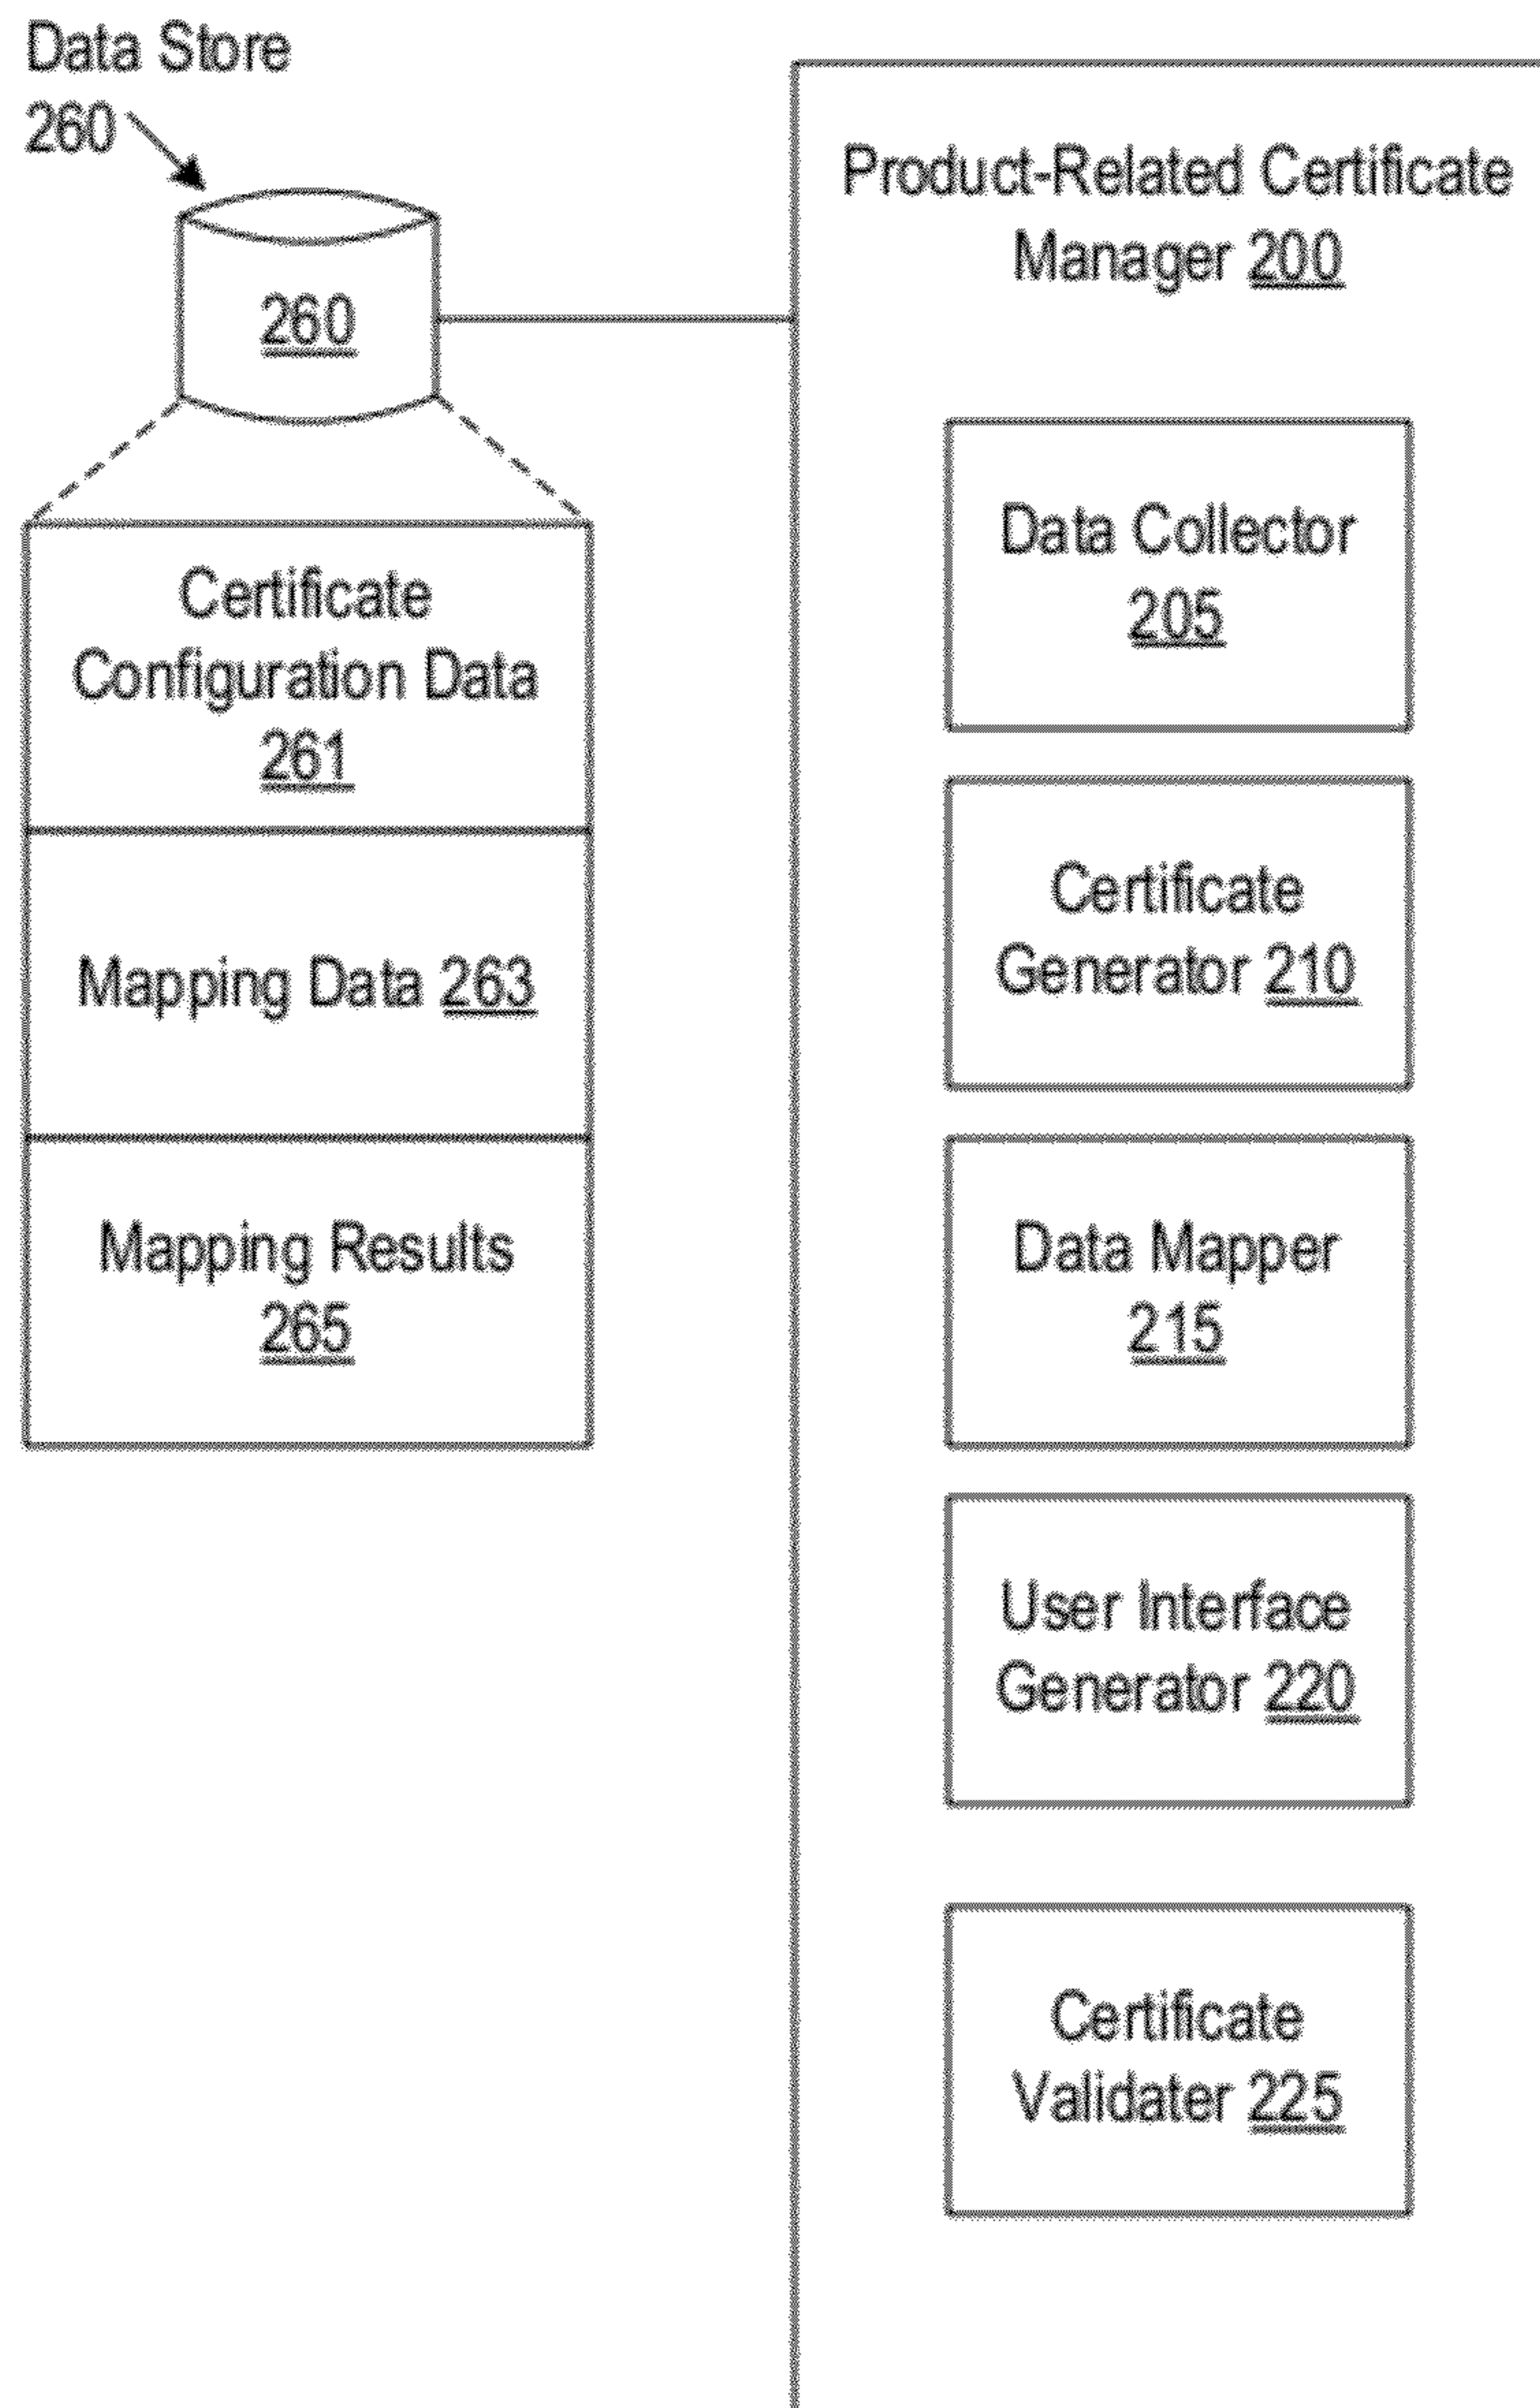 Data Store
260
260
Certificate
Configuration Data
261
Mapping Data 263
Mapping Results
265
Product-Related Certificate
Manager 200
Data Collector
205
Certificate
Generator 210
Data Mapper
215
User Interface
Generator 220
Certificate
Validater 225